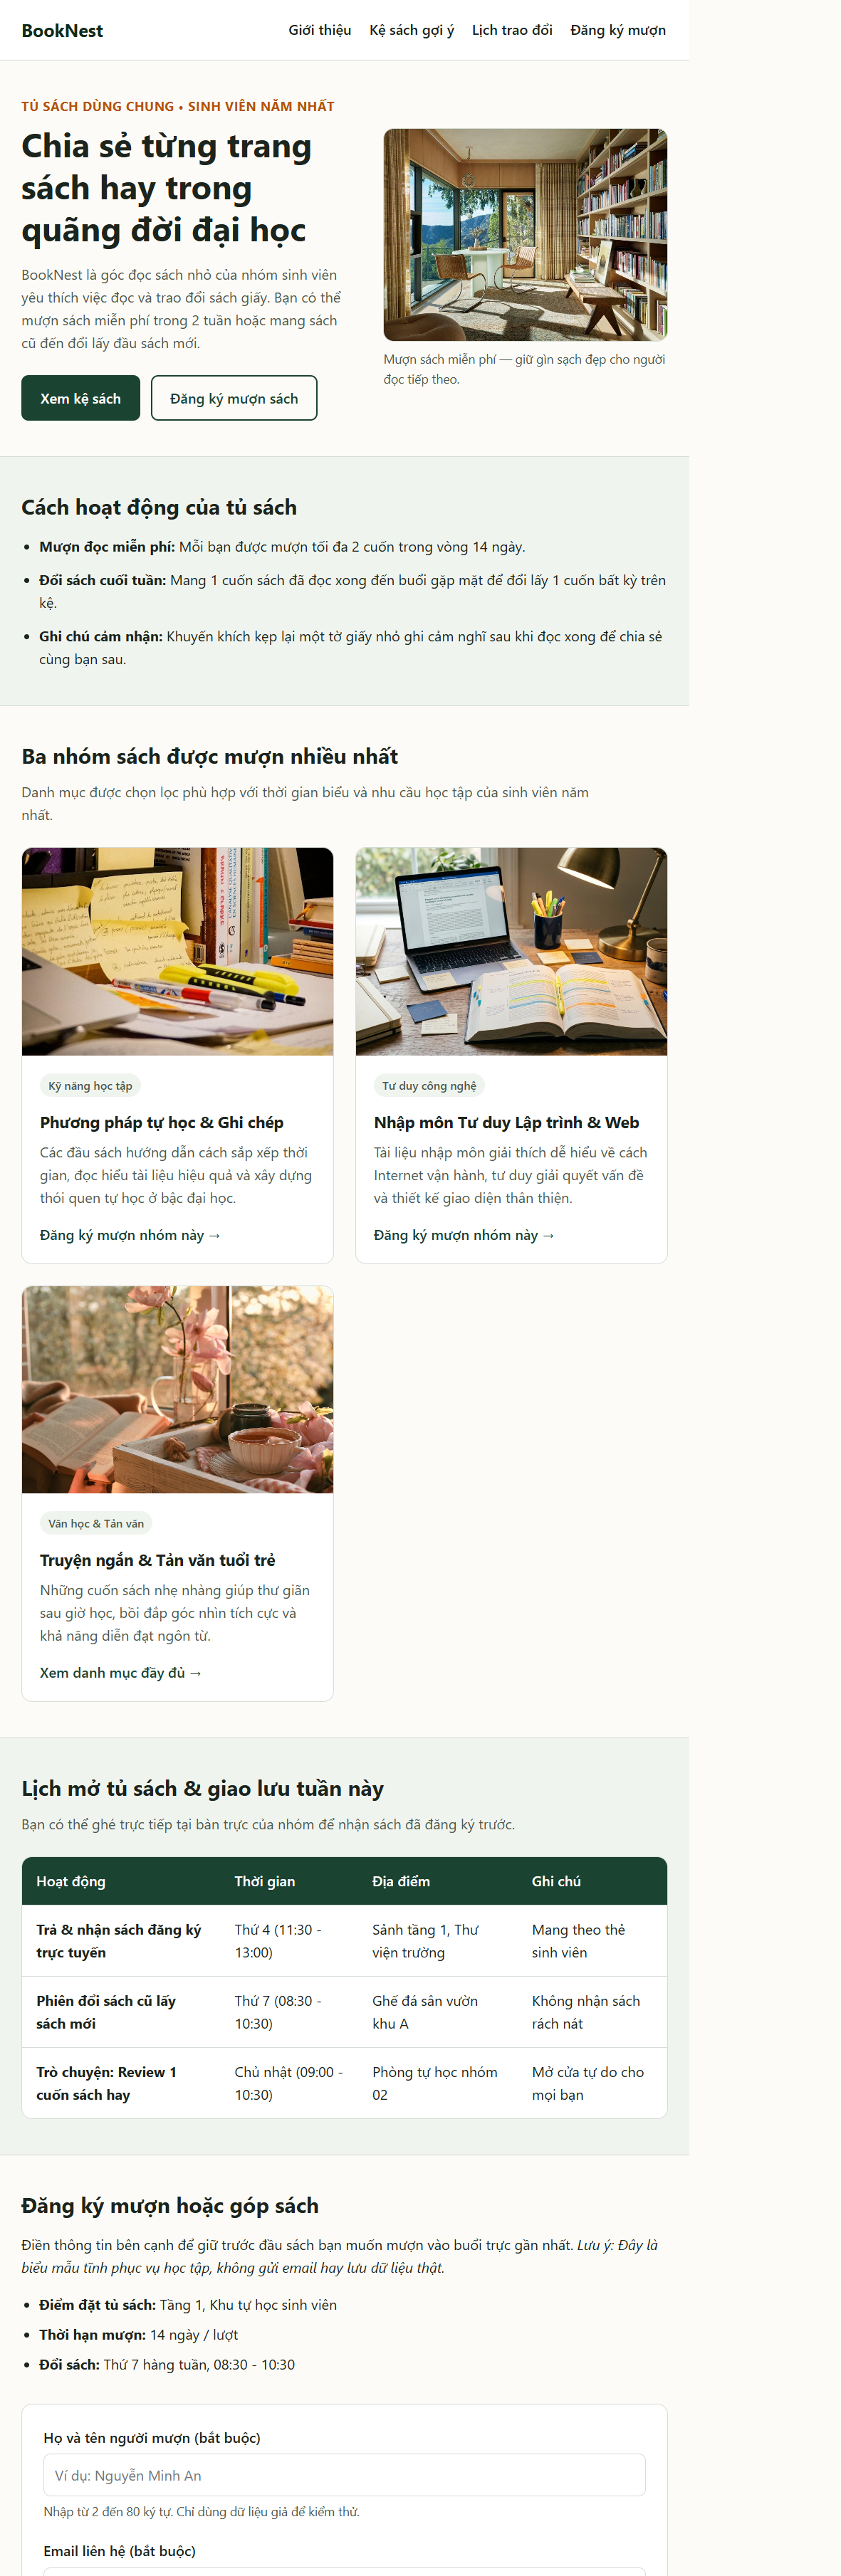 BookNest
Giới thiệu
Kệ sách gợi ý
Lịch trao đổi
Đăng ký mượn
TỦ SÁCH DÙNG CHUNG • SINH VIÊN NĂM NHẤT
Chia sẻ từng trang
sách hay trong
quãng đời đại học
BookNest là góc đọc sách nhỏ của nhóm sinh viên
yêu thích việc đọc và trao đổi sách giấy. Bạn có thể
mượn sách miễn phí trong 2 tuần hoặc mang sách
cũ đến đổi lấy đầu sách mới.
Xem kệ sách
Đăng ký mượn sách
Mượn sách miễn phí — giữ gìn sạch đẹp cho người
đọc tiếp theo.
Cách hoạt động của tủ sách
• Mượn đọc miễn phí: Mỗi bạn được mượn tối đa 2 cuốn trong vòng 14 ngày.
• Đổi sách cuối tuần: Mang 1 cuốn sách đã đọc xong đến buổi gặp mặt để đổi lấy 1 cuốn bất kỳ trên
kệ.
• Ghi chú cảm nhận: Khuyến khích kẹp lại một tờ giấy nhỏ ghi cảm nghĩ sau khi đọc xong để chia sẻ
cùng bạn sau.
Ba nhóm sách được mượn nhiều nhất
Danh mục được chọn lọc phù hợp với thời gian biểu và nhu cầu học tập của sinh viên năm
nhất.
Kỹ năng học tập
Phương pháp tự học & Ghi chép
Các đầu sách hướng dẫn cách sắp xếp thời
gian, đọc hiểu tài liệu hiệu quả và xây dựng
thói quen tự học ở bậc đại học.
Đăng ký mượn nhóm này →
Tư duy công nghệ
Nhập môn Tư duy Lập trình & Web
Tài liệu nhập môn giải thích dễ hiểu về cách
Internet vận hành, tư duy giải quyết vấn đề
và thiết kế giao diện thân thiện.
Đăng ký mượn nhóm này →
Văn học & Tản văn
Truyện ngắn & Tản văn tuổi trẻ
Những cuốn sách nhẹ nhàng giúp thư giãn
sau giờ học, bồi đắp góc nhìn tích cực và
khả năng diễn đạt ngôn từ.
Xem danh mục đầy đủ →
Lịch mở tủ sách & giao lưu tuần này
Bạn có thể ghé trực tiếp tại bàn trực của nhóm để nhận sách đã đăng ký trước.
Hoạt động
Thời gian
Địa điểm
Ghi chú
Trả & nhận sách đăng ký
trực tuyến
Thứ 4 (11:30 -
13:00)
Sảnh tầng 1, Thư
viện trường
Mang theo thẻ
sinh viên
Phiên đổi sách cũ lấy
sách mới
Thứ 7 (08:30 -
10:30)
Ghế đá sân vườn
khu A
Không nhận sách
rách nát
Trò chuyện: Review 1
cuốn sách hay
Chủ nhật (09:00 -
10:30)
Phòng tự học nhóm
02
Mở cửa tự do cho
mọi bạn
Đăng ký mượn hoặc góp sách
Điền thông tin bên cạnh để giữ trước đầu sách bạn muốn mượn vào buổi trực gần nhất. Lưu ý: Đây là
biểu mẫu tĩnh phục vụ học tập, không gửi email hay lưu dữ liệu thật.
• Điểm đặt tủ sách: Tầng 1, Khu tự học sinh viên
• Thời hạn mượn: 14 ngày / lượt
• Đổi sách: Thứ 7 hàng tuần, 08:30 - 10:30
Họ và tên người mượn (bắt buộc)
Ví dụ: Nguyễn Minh An
Nhập từ 2 đến 80 ký tự. Chỉ dùng dữ liệu giả để kiểm thử.
Email liên hệ (bắt buộc)